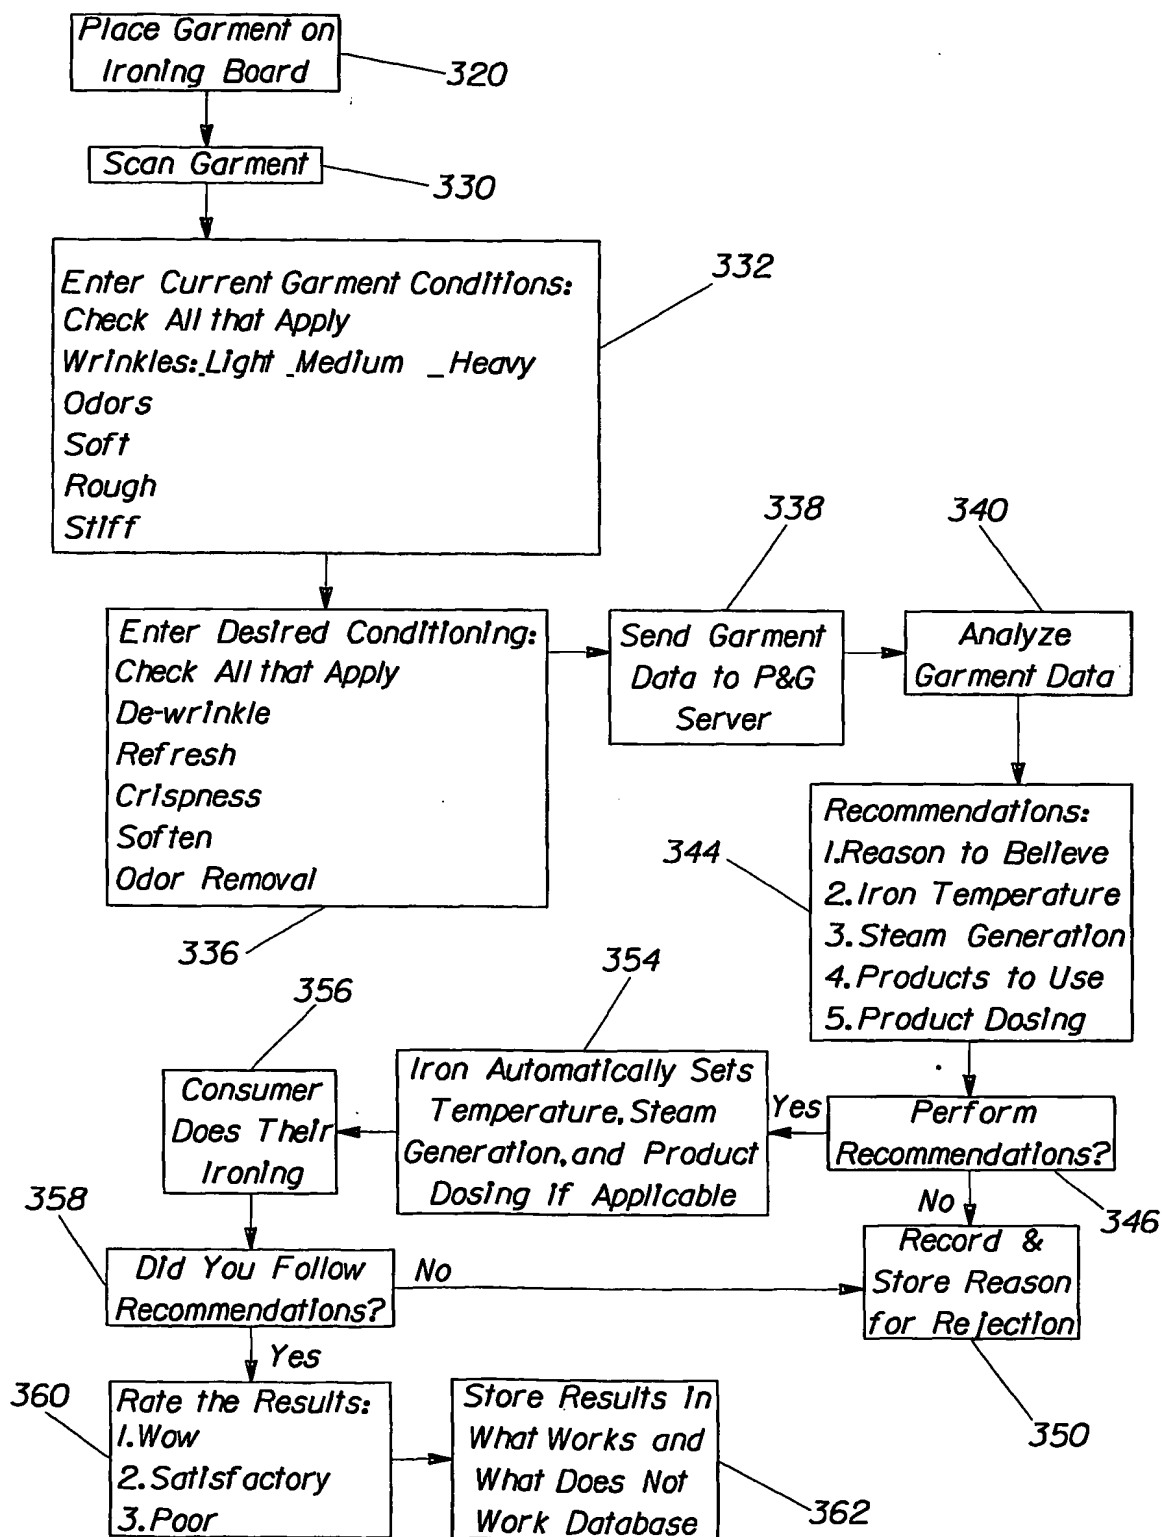 Place Garment on
Ironing Board
320
Scan Garment
330
Enter Current Garment Conditions:
Check All that Apply
Wrinkles:_Light _Medium _Heavy
Odors
Soft
Rough
Stiff
332
Enter Desired Conditioning:
Check All that Apply
De-wrinkle
Refresh
Crispness
Soften
Odor Removal
336
338
Send Garment
Data to P&G
Server
340
Analyze
Garment Data
344
Recommendations:
1.Reason to Believe
2.Iron Temperature
3.Steam Generation
4.Products to Use
5.Product Dosing
Perform
Recommendations?
346
Yes
No
354
Iron Automatically Sets
Temperature, Steam
Generation, and Product
Dosing if Applicable
356
Consumer
Does Their
Ironing
358
Did You Follow
Recommendations?
No
Yes
Record &
Store Reason
for Rejection
350
360
Rate the Results:
1.Wow
2.Satisfactory
3.Poor
Store Results In
What Works and
What Does Not
Work Database
362